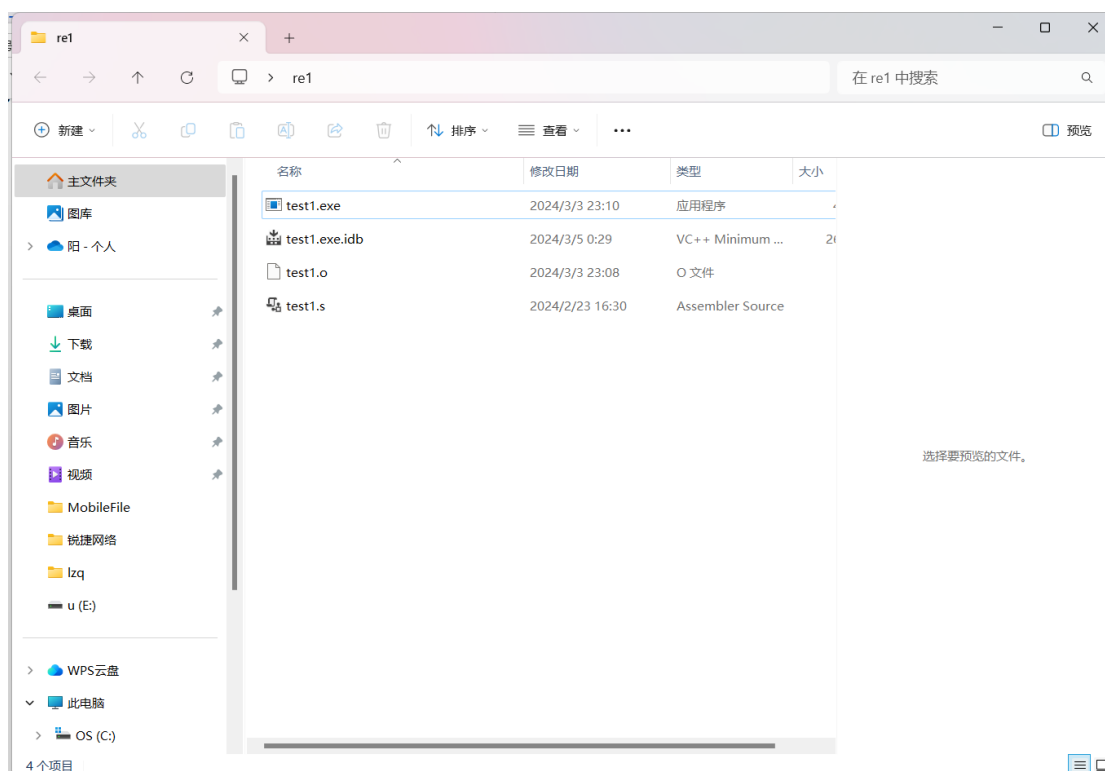 re1
re1
在 re1 中搜索
新建
排序
查看
预览
名称
修改日期
类型
大小
主文件夹
图库
阳 - 个人
桌面
下载
文档
图片
音乐
视频
MobileFile
锐捷网络
lzq
u (E:)
WPS云盘
此电脑
OS (C:)
test1.exe 2024/3/3 23:10 应用程序
test1.exe.idb 2024/3/5 0:29 VC++ Minimum ...
test1.o 2024/3/3 23:08 O 文件
test1.s 2024/2/23 16:30 Assembler Source
选择要预览的文件。
4 个项目